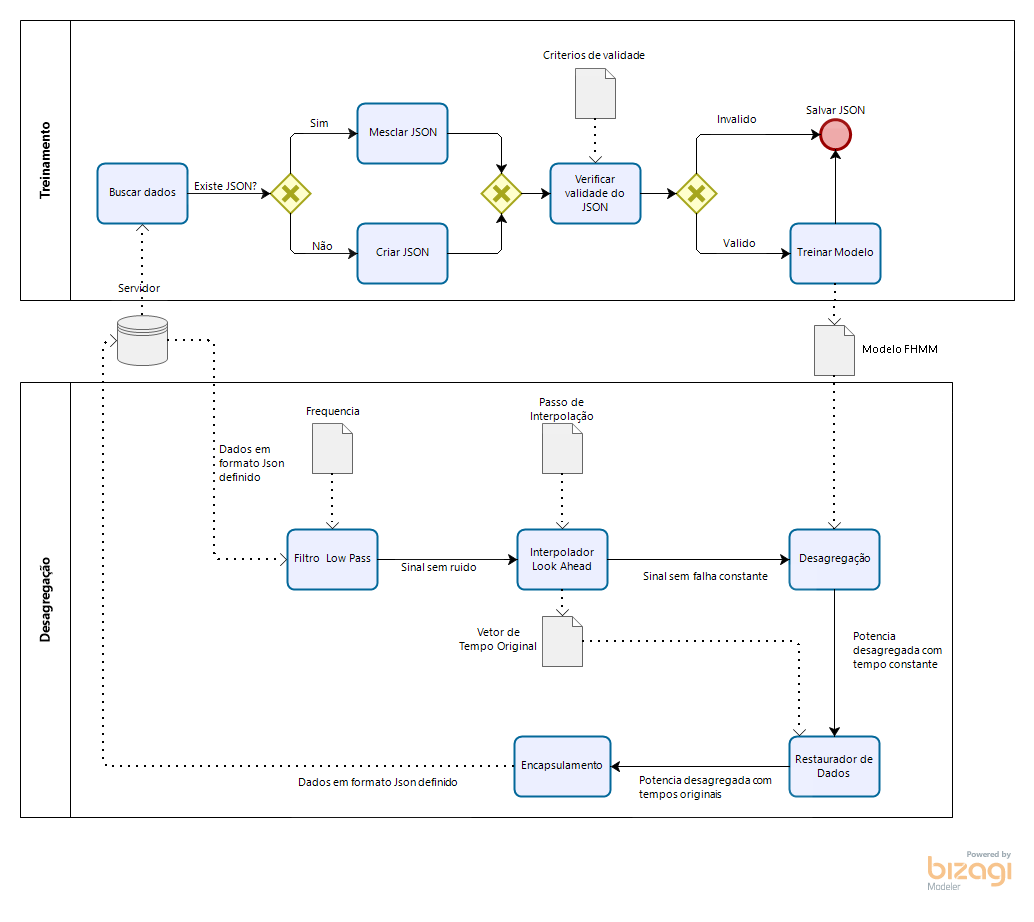 Treinamento
Criterios de validade
Salvar JSON
Sim
Invalido
Mesclar JSON
Buscar dados
Existe JSON?
Verificar
validade do
JSON
Não
Criar JSON
Valido
Treinar Modelo
Servidor
Modelo FHMM
Desagregação
Frequencia
Passo de
Interpolação
Dados em
formato Json
definido
Filtro Low Pass
Sinal sem ruido
Interpolador
Look Ahead
Sinal sem falha constante
Desagregação
Vetor de
Tempo Original
Potencia
desagregada com
tempo constante
Encapsulamento
Restaurador de
Dados
Dados em formato Json definido
Potencia desagregada com
tempos originais
Powered by
bizagi
Modeler